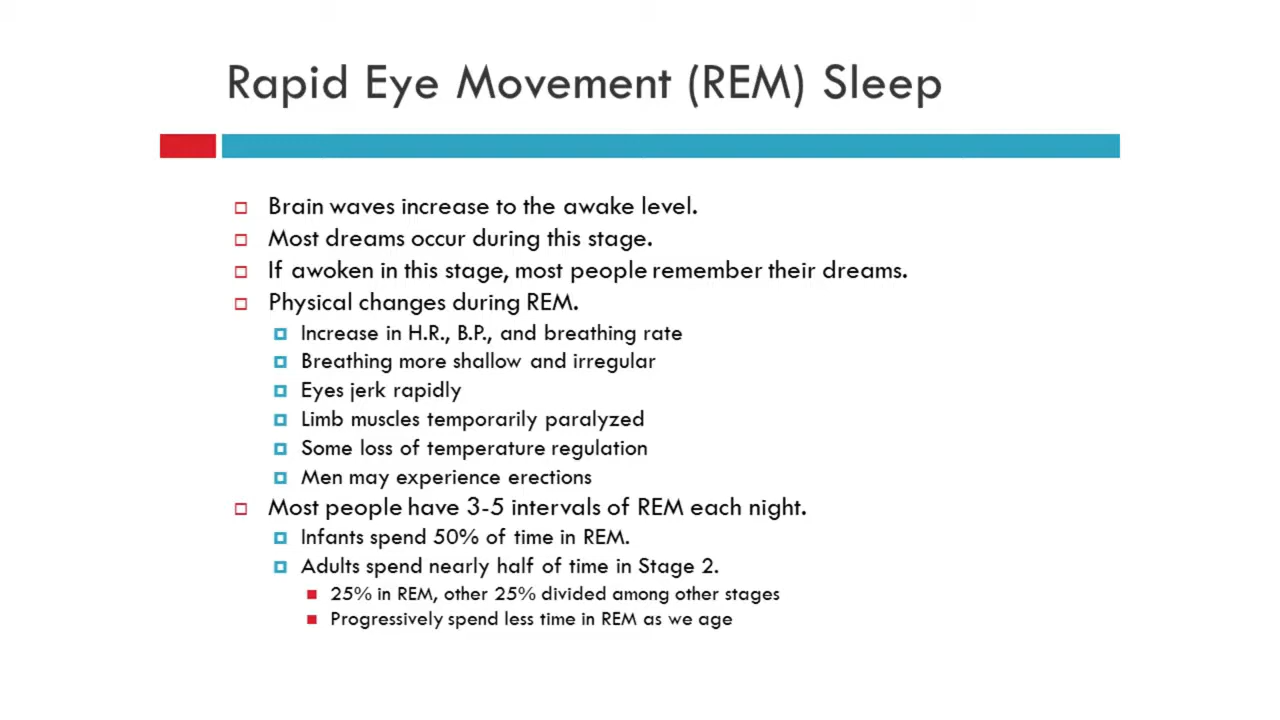 Rapid Eye Movement (REM) Sleep
Brain waves increase to the awake level.
Most dreams occur during this stage.
If awoken in this stage, most people remember their dreams.
Physical changes during REM.
Increase in H.R., B.P., and breathing rate
Breathing more shallow and irregular
Eyes jerk rapidly
Limb muscles temporarily paralyzed
Some loss of temperature regulation
Men may experience erections
Most people have 3-5 intervals of REM each night.
Infants spend 50% of time in REM.
Adults spend nearly half of time in Stage 2.
25% in REM, other 25% divided among other stages
Progressively spend less time in REM as we age